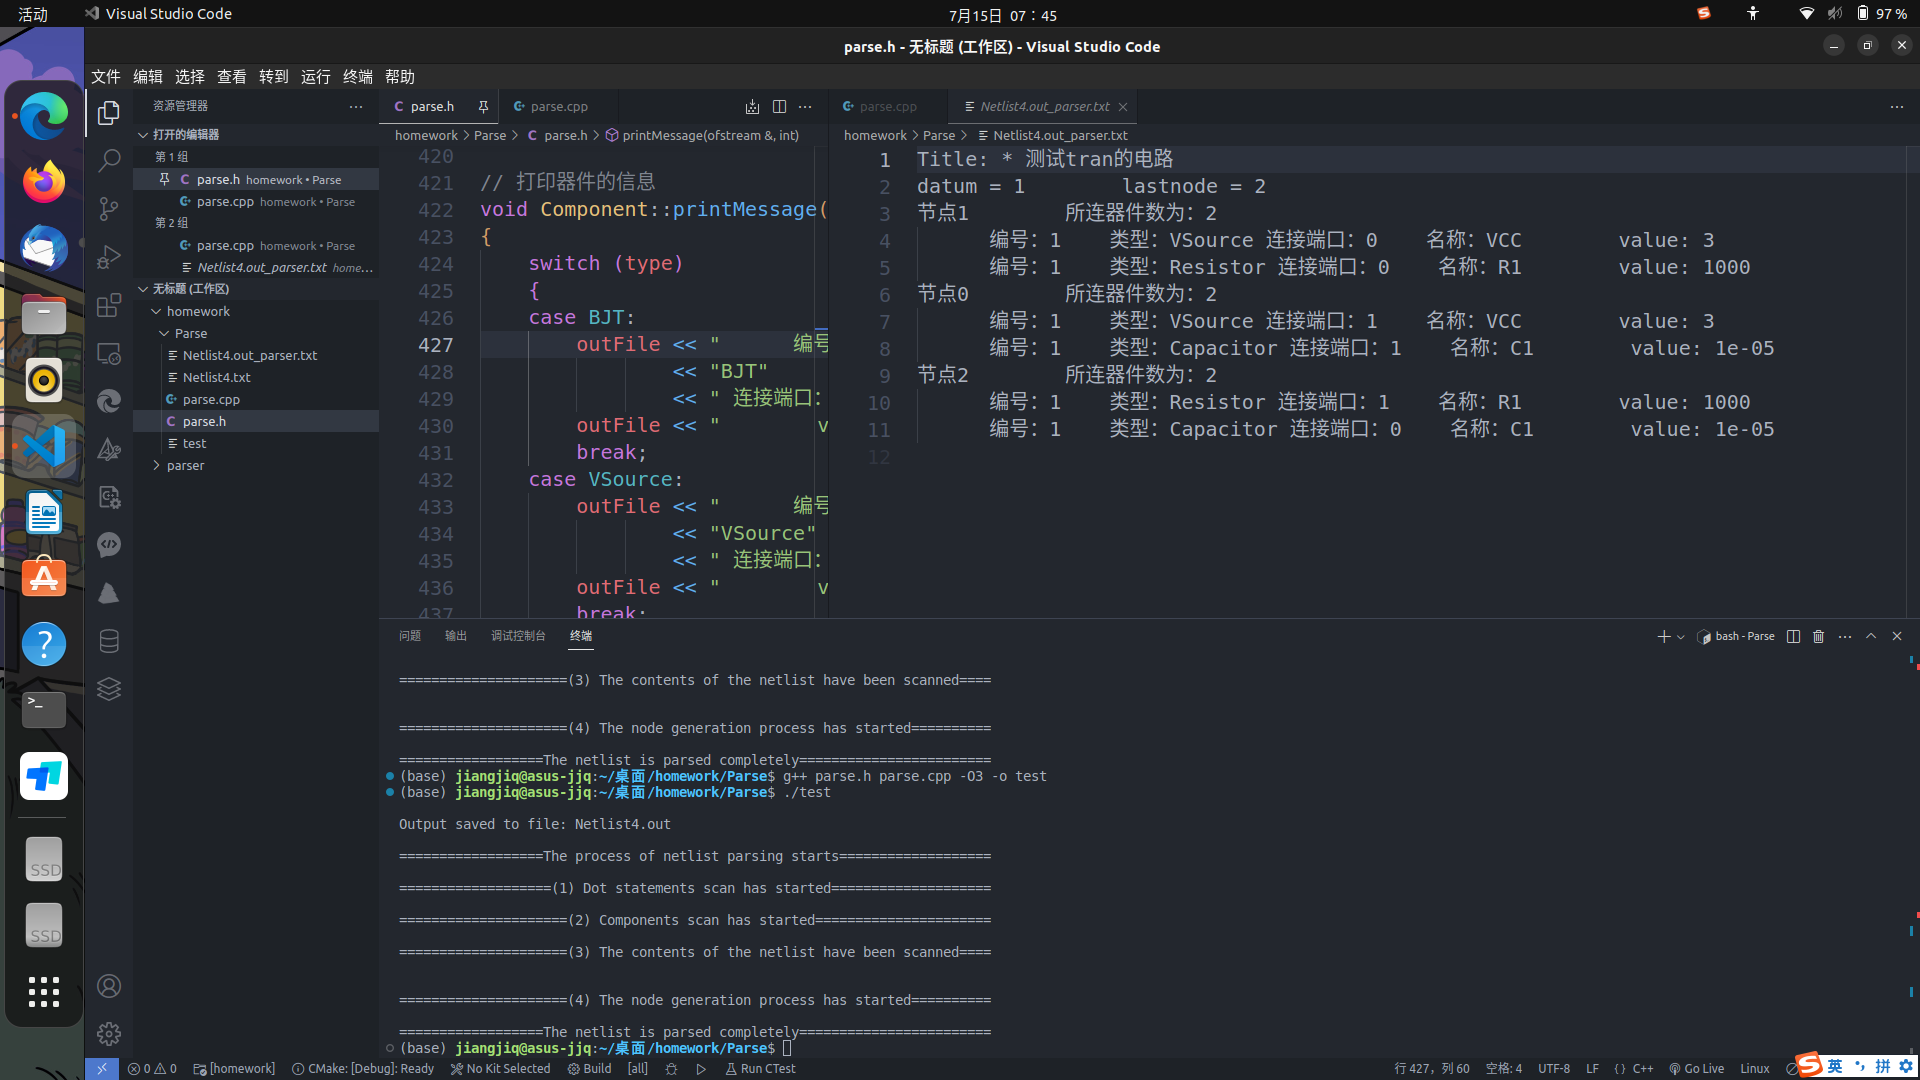 活动
Visual Studio Code
7月15日 07：45
97 %
parse.h - 无标题 (工作区) - Visual Studio Code
文件 编辑 选择 查看 转到 运行 终端 帮助
资源管理器
打开的编辑器
第 1 组
parse.h homework • Parse
parse.cpp homework • Parse
第 2 组
parse.cpp homework • Parse
Netlist4.out_parser.txt home...
无标题 (工作区)
homework
Parse
Netlist4.out_parser.txt
Netlist4.txt
parse.cpp
parse.h
test
parser
parse.h
parse.cpp
homework > Parse > parse.h > printMessage(ofstream &, int)
420
421 // 打印器件的信息
422 void Component::printMessage(
423 {
424 switch (type)
425 {
426 case BJT:
427 outFile << " 编号
428 << "BJT"
429 << " 连接端口：
430 outFile << " v
431 break;
432 case VSource:
433 outFile << " 编号
434 << "VSource"
435 << " 连接端口：
436 outFile << " v
437 break;
parse.cpp
Netlist4.out_parser.txt
homework > Parse > Netlist4.out_parser.txt
1 Title: * 测试tran的电路
2 datum = 1 lastnode = 2
3 节点1 所连器件数为：2
4 编号：1 类型：VSource 连接端口：0 名称：VCC value: 3
5 编号：1 类型：Resistor 连接端口：0 名称：R1 value: 1000
6 节点0 所连器件数为：2
7 编号：1 类型：VSource 连接端口：1 名称：VCC value: 3
8 编号：1 类型：Capacitor 连接端口：1 名称：C1 value: 1e-05
9 节点2 所连器件数为：2
10 编号：1 类型：Resistor 连接端口：1 名称：R1 value: 1000
11 编号：1 类型：Capacitor 连接端口：0 名称：C1 value: 1e-05
12
问题 输出 调试控制台 终端
bash - Parse
=====================(3) The contents of the netlist have been scanned====
=====================(4) The node generation process has started==========
==================The netlist is parsed completely========================
(base) jiangjiq@asus-jjq:~/桌面/homework/Parse$ g++ parse.h parse.cpp -O3 -o test
(base) jiangjiq@asus-jjq:~/桌面/homework/Parse$ ./test
Output saved to file: Netlist4.out
==================The process of netlist parsing starts===================
===================(1) Dot statements scan has started====================
=====================(2) Components scan has started======================
=====================(3) The contents of the netlist have been scanned====
=====================(4) The node generation process has started==========
==================The netlist is parsed completely========================
(base) jiangjiq@asus-jjq:~/桌面/homework/Parse$
SSD
SSD
0 0 [homework] CMake: [Debug]: Ready No Kit Selected Build [all] Run CTest
行 427，列 60 空格: 4 UTF-8 LF {} C++ Go Live Linux
英 拼